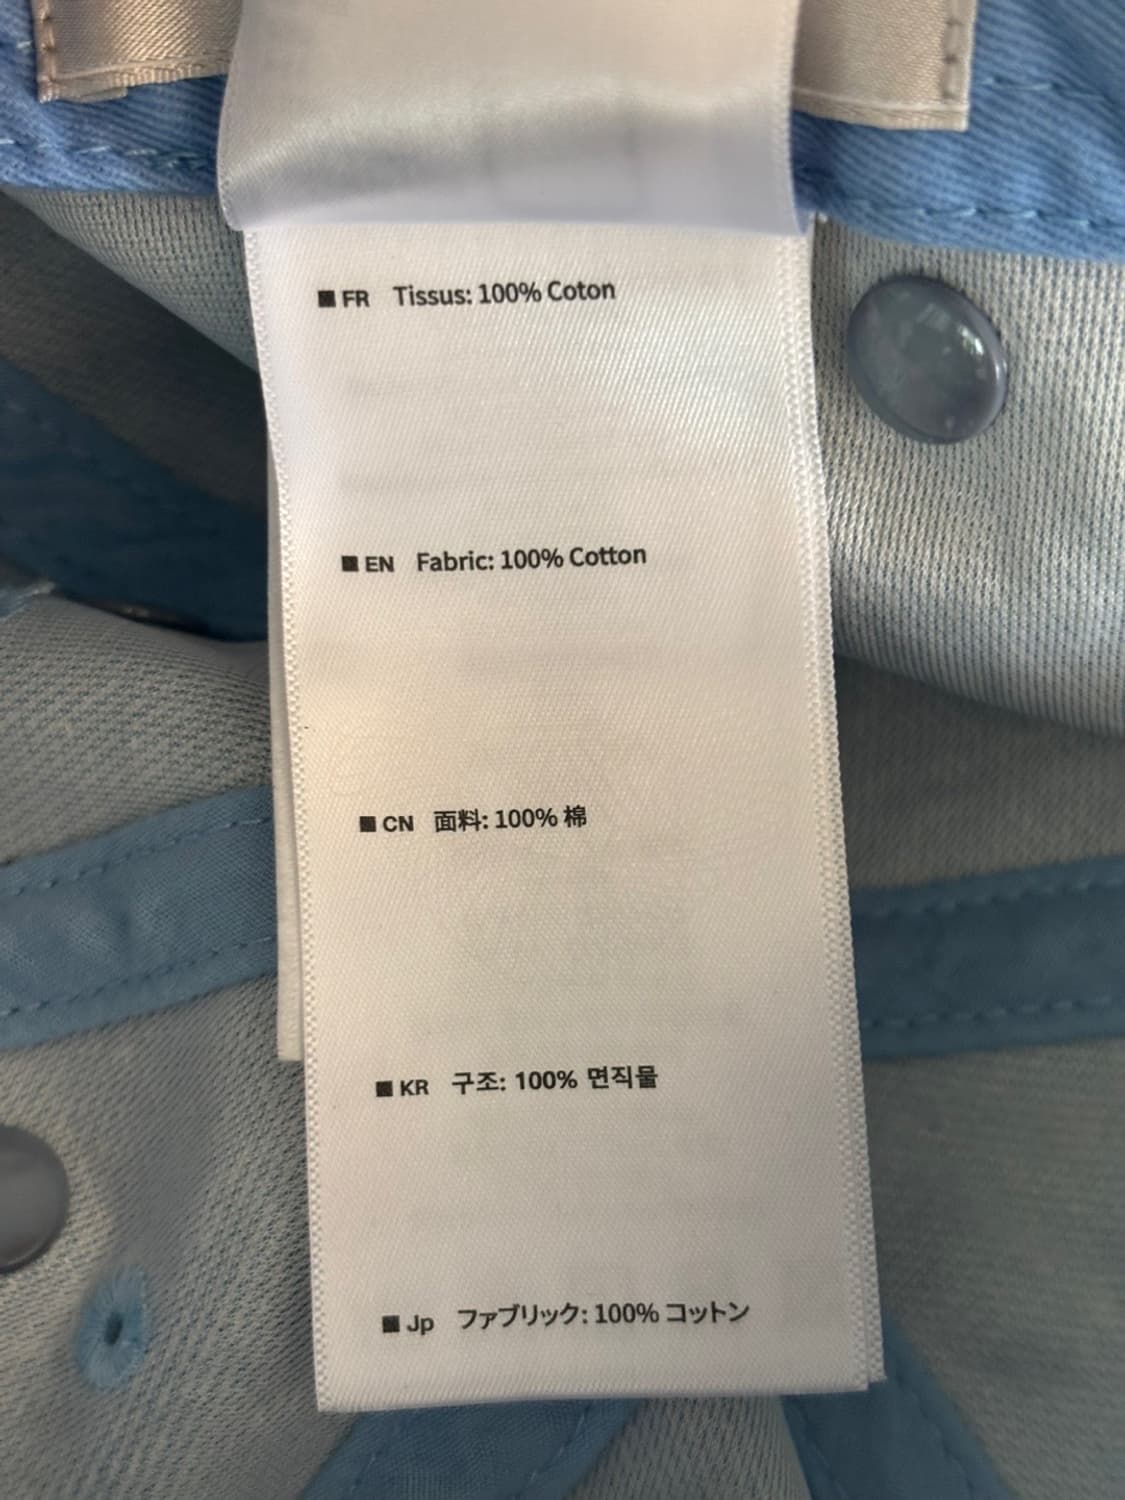 ■ FR Tissus: 100% Coton
■ EN Fabric: 100% Cotton
■ CN 面料: 100% 棉
■ KR 구조: 100% 면직물
■ Jp ファブリック: 100% コットン